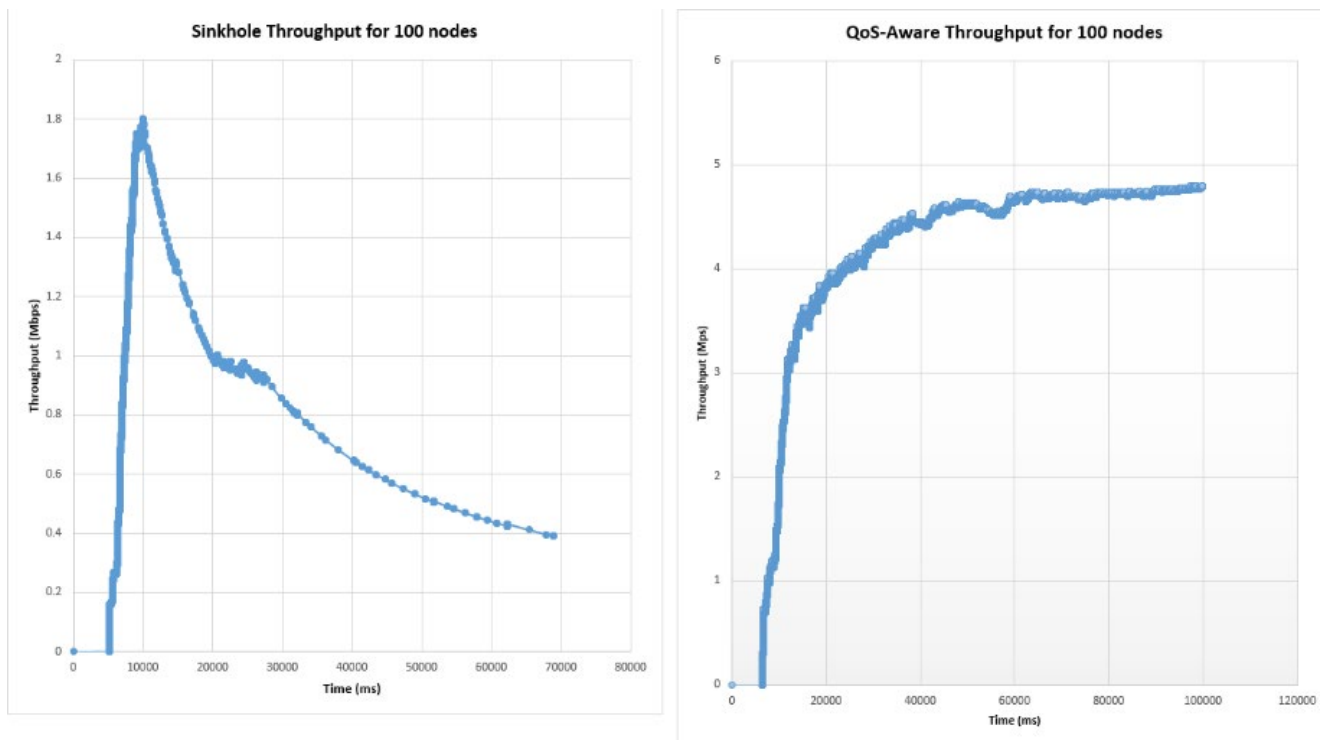 Sinkhole Throughput for 100 nodes
2
1.8
1.6
1.4
1.2
1
0.8
0.6
0.4
0.2
0
Throughput (Mbps)
0 10000 20000 30000 40000 50000 60000 70000 80000
Time (ms)
QoS-Aware Throughput for 100 nodes
6
5
4
3
2
1
0
Throughput (Mps)
0 20000 40000 60000 80000 100000 120000
Time (ms)